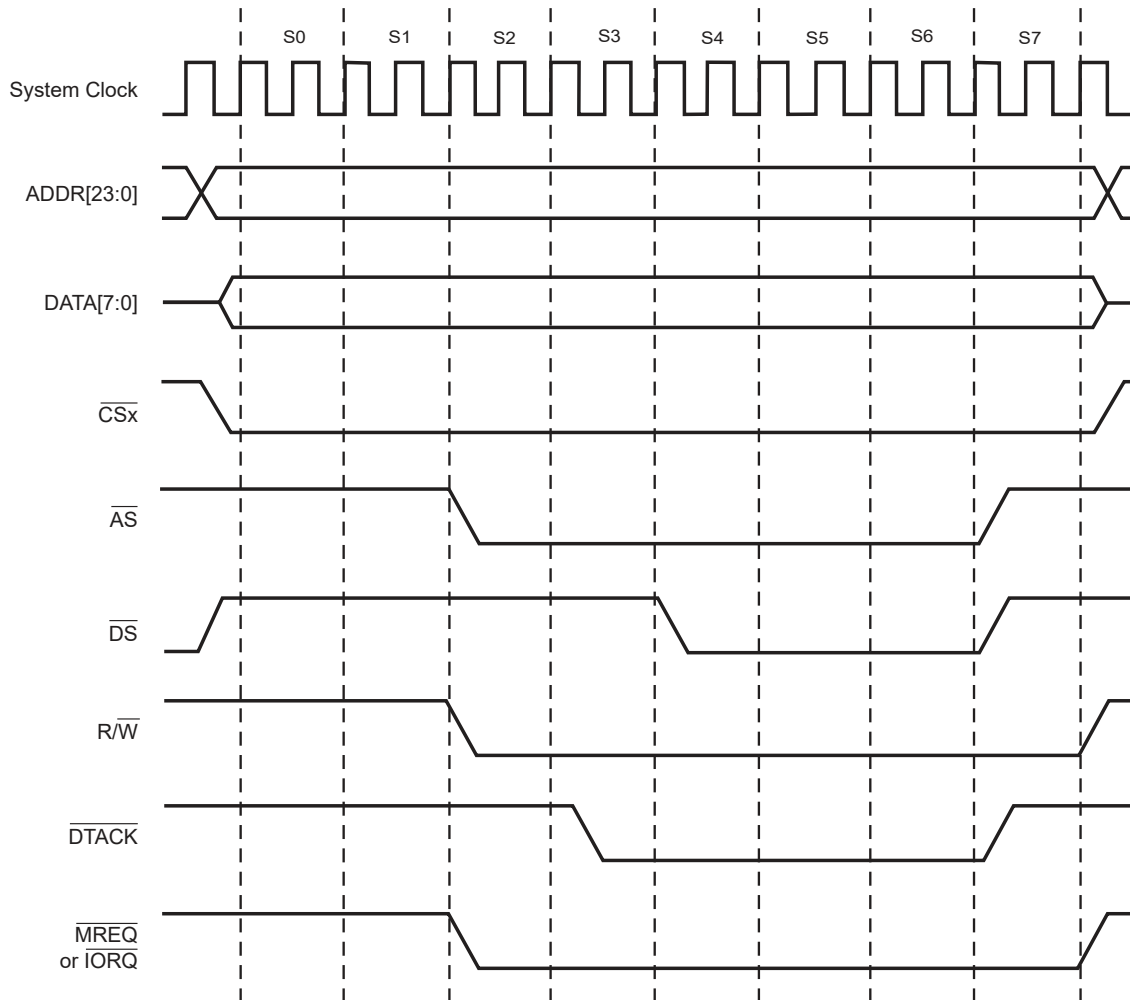 S0 S1 S2 S3 S4 S5 S6 S7
System Clock
ADDR[23:0]
DATA[7:0]
CSx
AS
DS
R/W
DTACK
MREQ
or IORQ